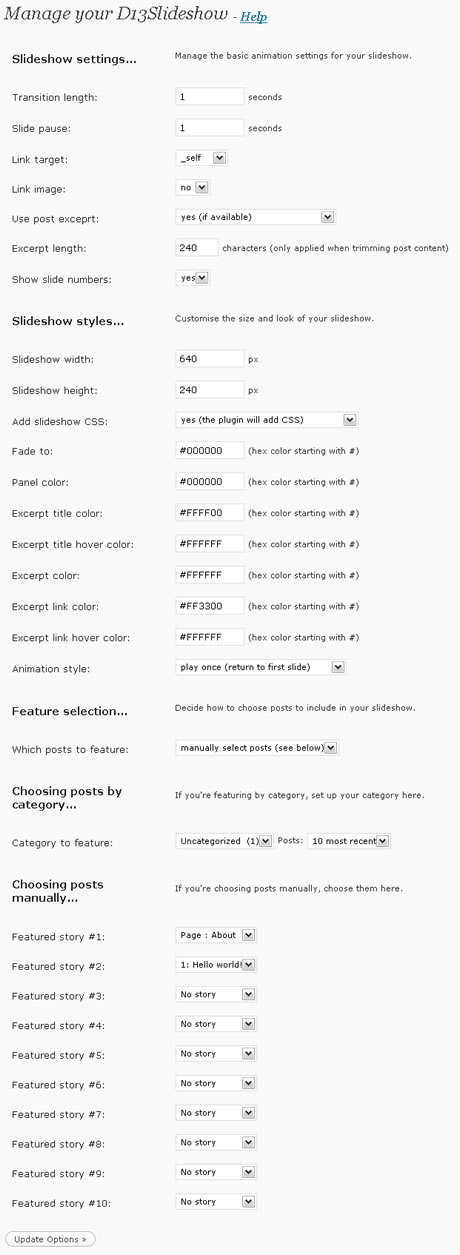 Manage your D13Slideshow - Help
Slideshow settings... Manage the basic animation settings for your slideshow.
Transition length: 1 seconds
Slide pause: 1 seconds
Link target: _self
Link image: no
Use post exceprt: yes (if available)
Excerpt length: 240 characters (only applied when trimming post content)
Show slide numbers: yes
Slideshow styles... Customise the size and look of your slideshow.
Slideshow width: 640 px
Slideshow height: 240 px
Add slideshow CSS: yes (the plugin will add CSS)
Fade to: #000000 (hex color starting with #)
Panel color: #000000 (hex color starting with #)
Excerpt title color: #FFFF00 (hex color starting with #)
Excerpt title hover color: #FFFFFF (hex color starting with #)
Excerpt color: #FFFFFF (hex color starting with #)
Excerpt link color: #FF3300 (hex color starting with #)
Excerpt link hover color: #FFFFFF (hex color starting with #)
Animation style: play once (return to first slide)
Feature selection... Decide how to choose posts to include in your slideshow.
Which posts to feature: manually select posts (see below)
Choosing posts by
category... If you're featuring by category, set up your category here.
Category to feature: Uncategorized (1) Posts: 10 most recent
Choosing posts
manually... If you're choosing posts manually, choose them here.
Featured story #1: Page : About
Featured story #2: 1: Hello world!
Featured story #3: No story
Featured story #4: No story
Featured story #5: No story
Featured story #6: No story
Featured story #7: No story
Featured story #8: No story
Featured story #9: No story
Featured story #10: No story
Update Options »